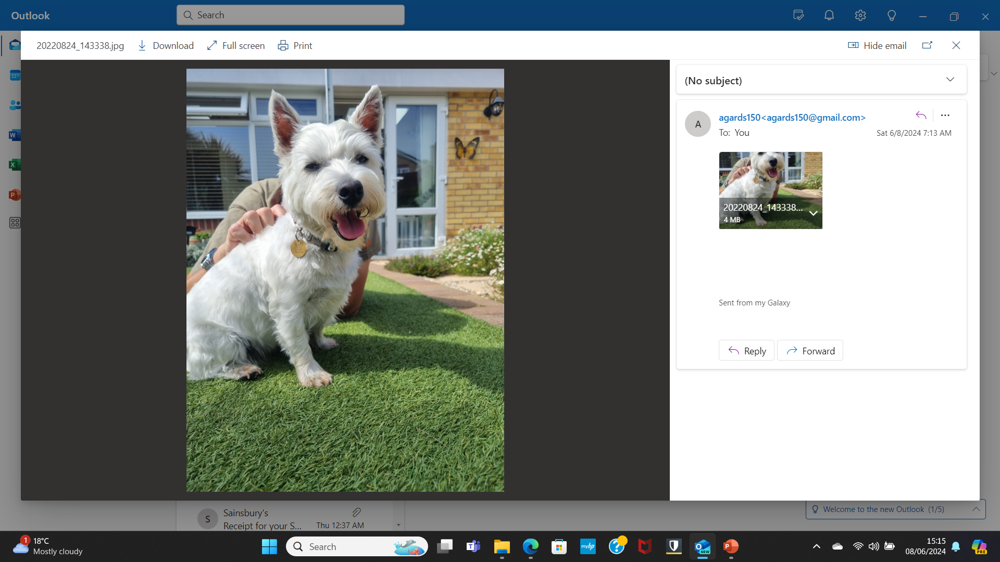 Outlook
Search
20220824_143338.jpg
Download
Full screen
Print
Hide email
(No subject)
A
agards150<agards150@gmail.com>
To: You
Sat 6/8/2024 7:13 AM
20220824_143338...
4 MB
Sent from my Galaxy
Reply
Forward
S
Sainsbury's
Receipt for your S...
Thu 12:37 AM
Welcome to the new Outlook (1/5)
1
18°C
Mostly cloudy
Search
myhp
NEW
15:15
08/06/2024
PRE